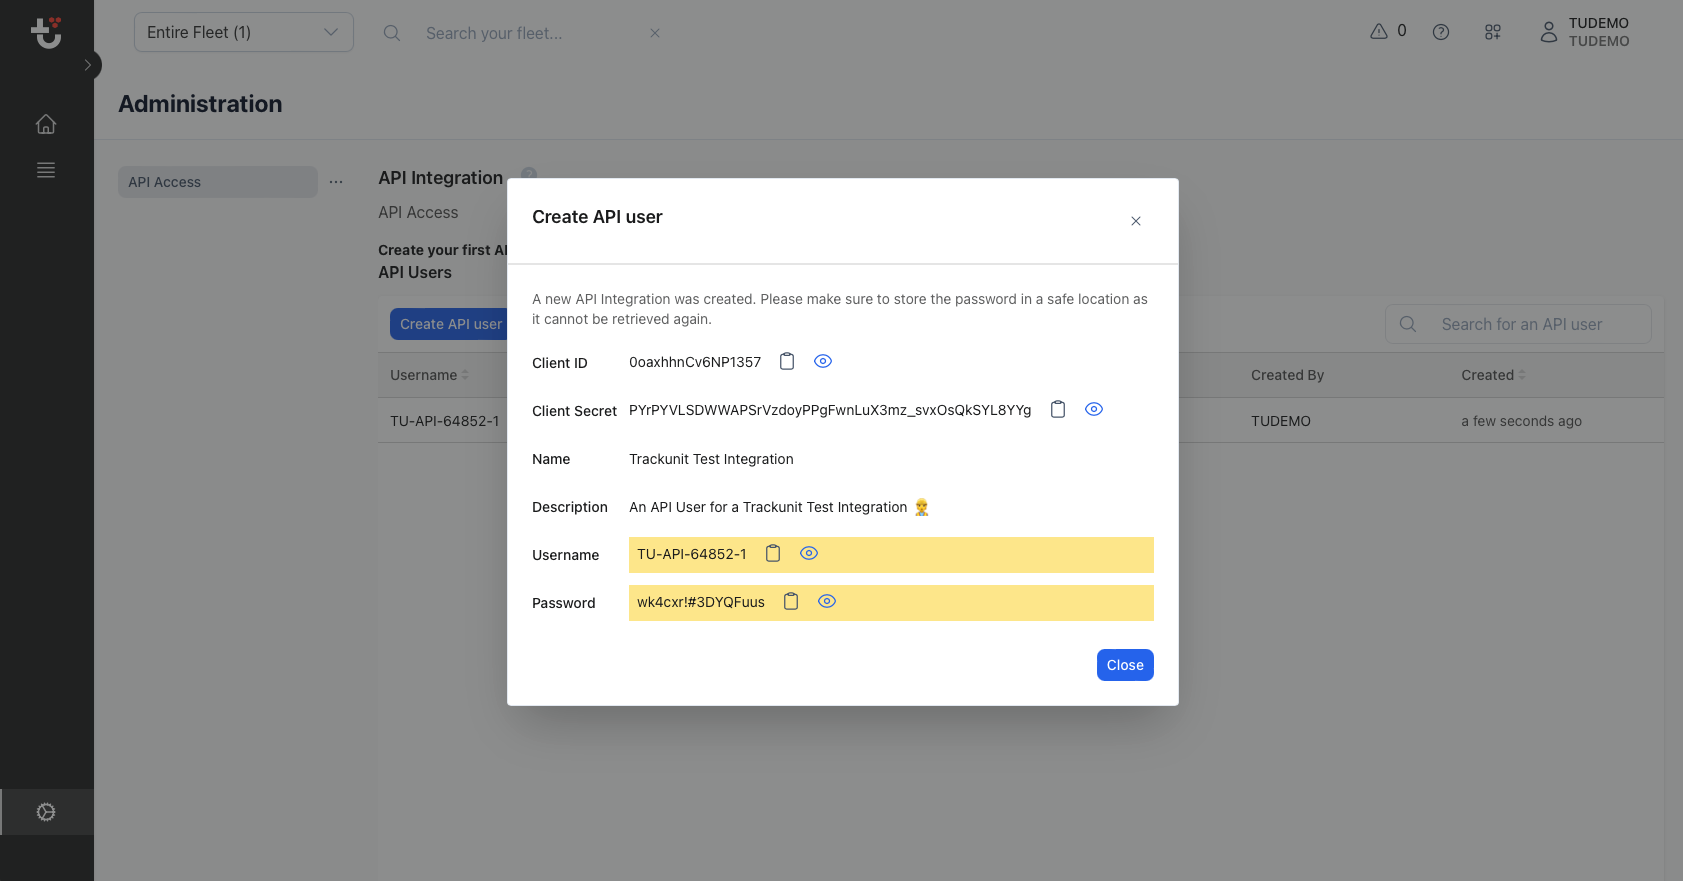 Entire Fleet (1)
Search your fleet...
0
TUDEMO
TUDEMO
Administration
API Access
API Integration
API Access
Create your first AP
API Users
Create API user
Search for an API user
Username
Created By
Created
TU-API-64852-1
TUDEMO
a few seconds ago
Create API user
A new API Integration was created. Please make sure to store the password in a safe location as
it cannot be retrieved again.
Client ID 0oaxhhnCv6NP1357
Client Secret PYrPYVLSDWWAPSrVzdoyPPgFwnLuX3mz_svxOsQkSYL8YYg
Name Trackunit Test Integration
Description An API User for a Trackunit Test Integration 👷
Username TU-API-64852-1
Password wk4cxr!#3DYQFuus
Close